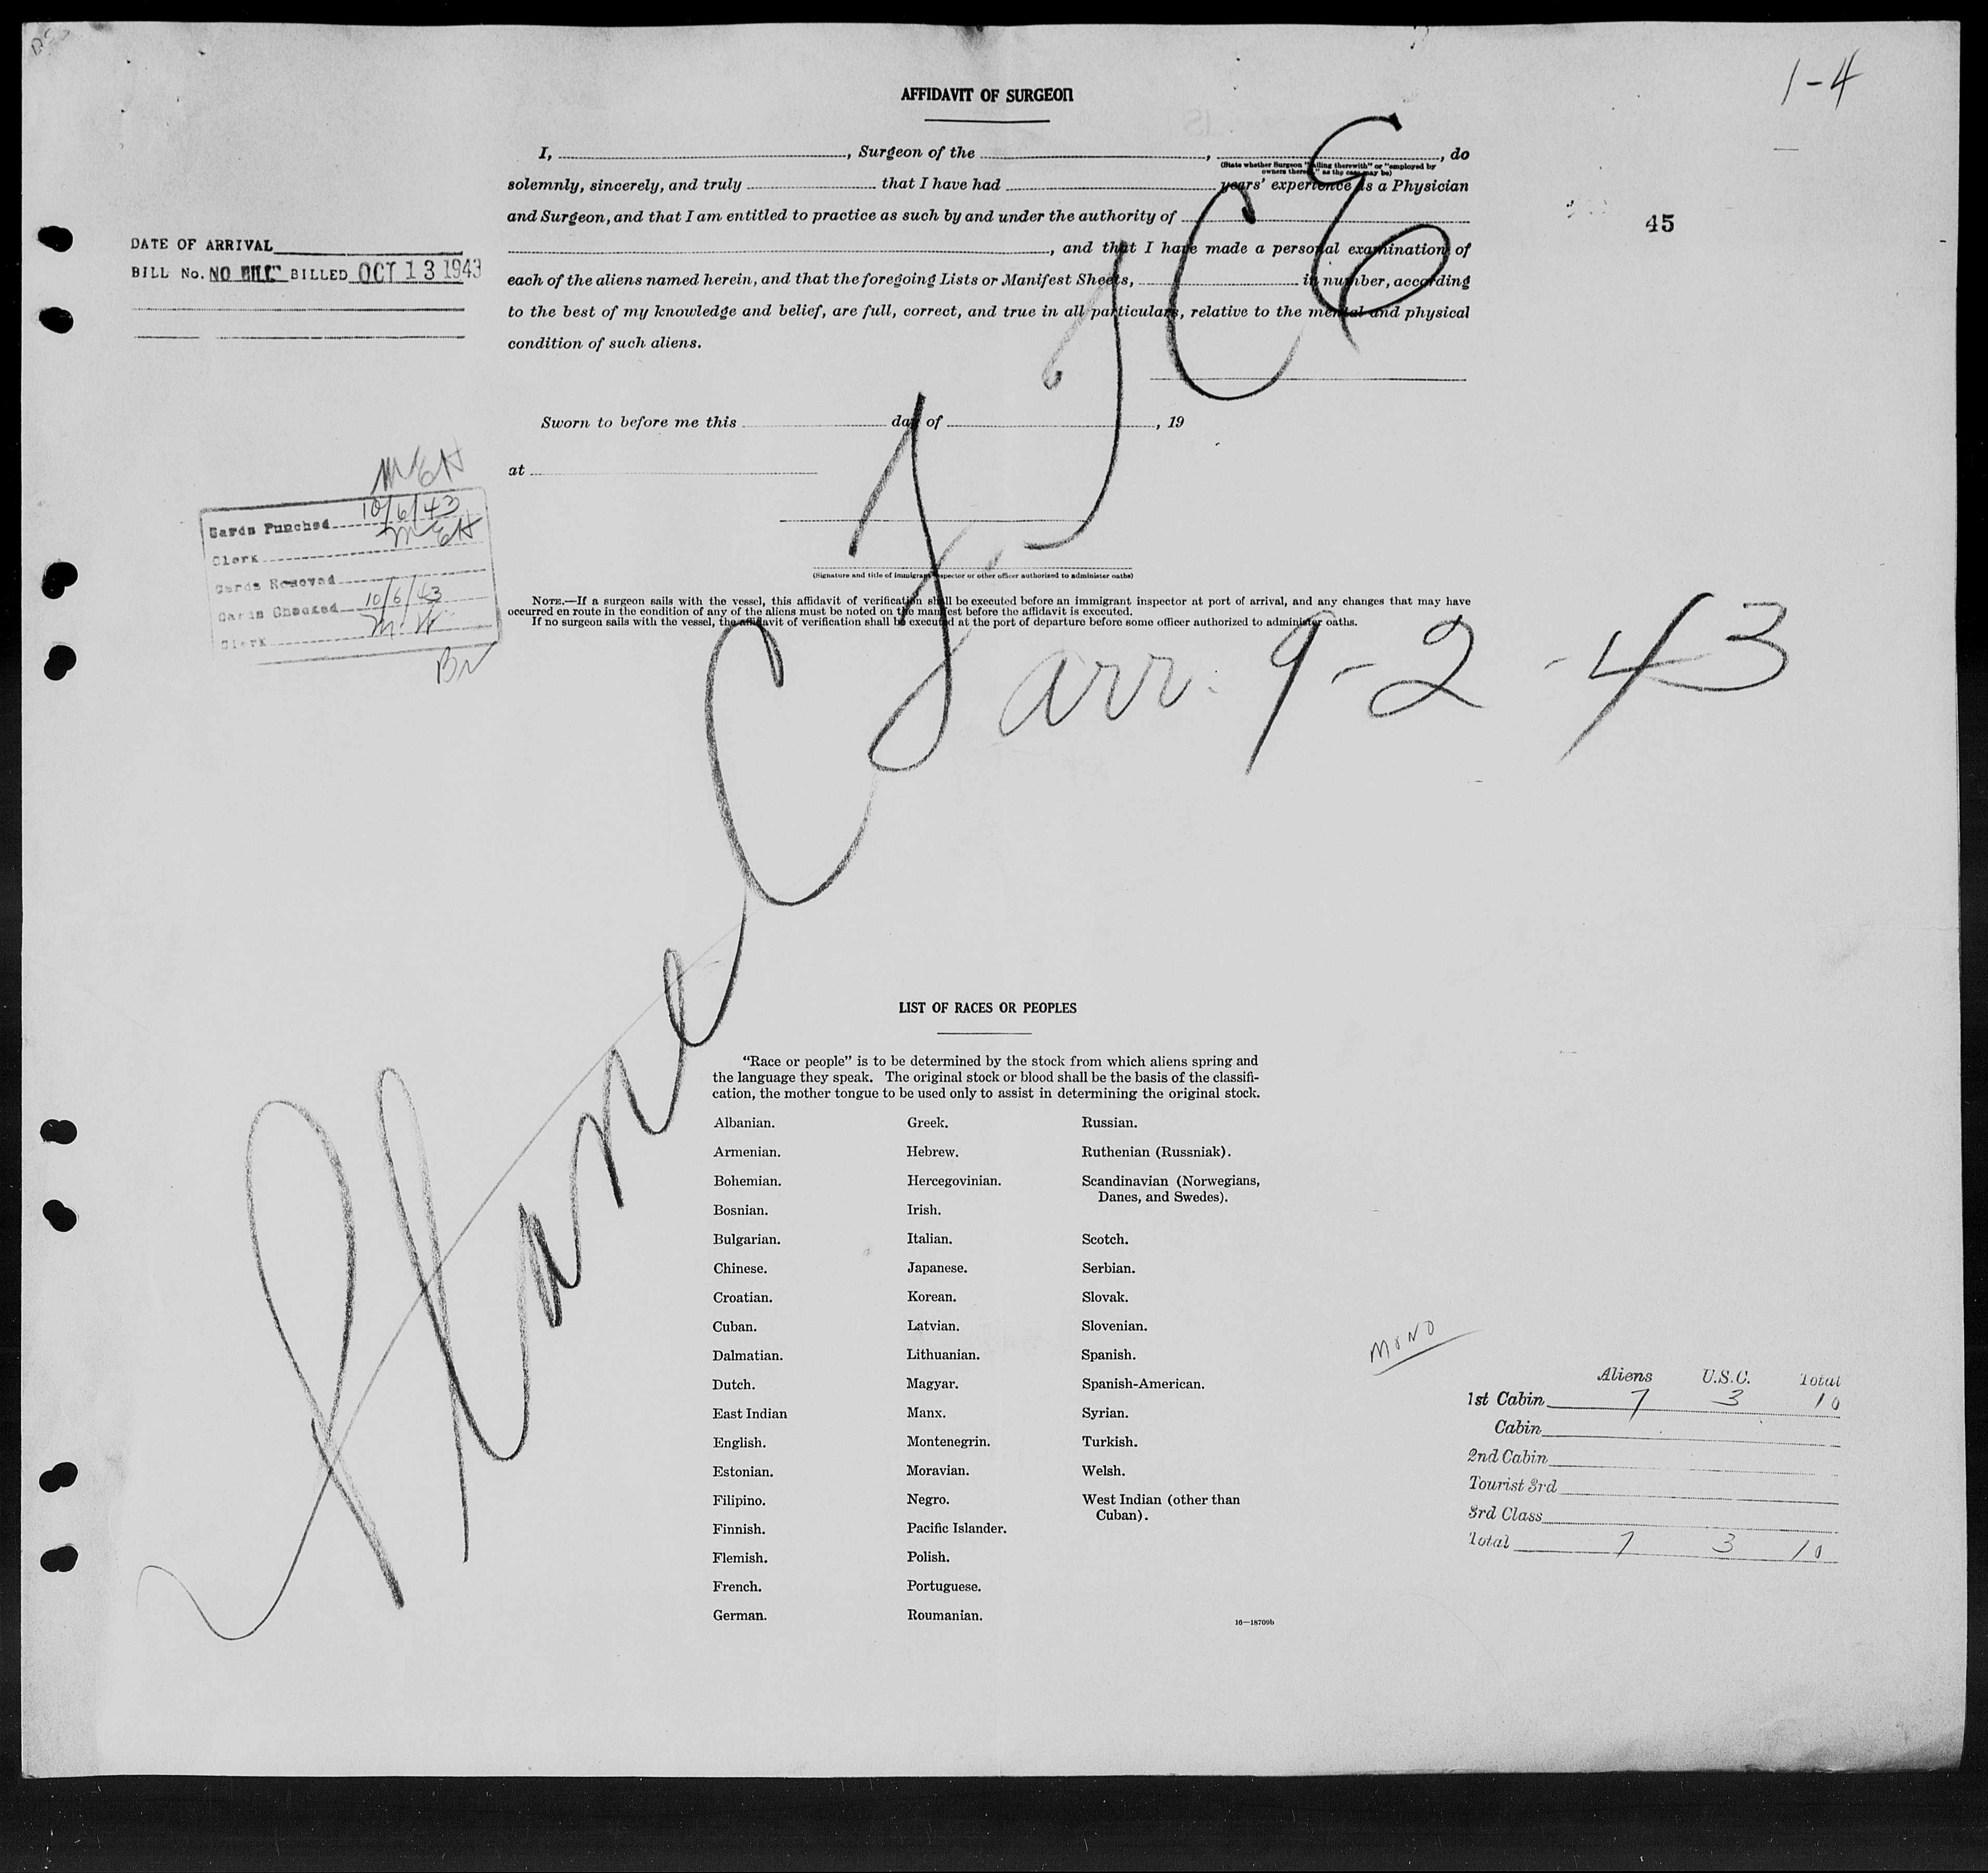 1-4
AFFIDAVIT OF SURGEON
I, , Surgeon of the , , do
(State whether Surgeon "sailing therewith" or "employed by
owners thereof," as the case may be)
solemnly, sincerely, and truly that I have had years' experience as a Physician
and Surgeon, and that I am entitled to practice as such by and under the authority of
, and that I have made a personal examination of
each of the aliens named herein, and that the foregoing Lists or Manifest Sheets, in number, according
to the best of my knowledge and belief, are full, correct, and true in all particulars, relative to the mental and physical
condition of such aliens.
45
DATE OF ARRIVAL
BILL No. NO BILL BILLED OCT 13 1943
Sworn to before me this day of , 19
at
(Signature and title of immigrant inspector or other officer authorized to administer oaths)
NOTE.—If a surgeon sails with the vessel, this affidavit of verification shall be executed before an immigrant inspector at port of arrival, and any changes that may have
occurred en route in the condition of any of the aliens must be noted on the manifest before the affidavit is executed.
If no surgeon sails with the vessel, the affidavit of verification shall be executed at the port of departure before some officer authorized to administer oaths.
MEH
Cards Punched 10/6/43
Clerk MEH
Cards Removed
Cards Checked 10/6/43
Clerk
arr. 9-2-43
Plane
LIST OF RACES OR PEOPLES
"Race or people" is to be determined by the stock from which aliens spring and
the language they speak. The original stock or blood shall be the basis of the classifi-
cation, the mother tongue to be used only to assist in determining the original stock.
Albanian.
Armenian.
Bohemian.
Bosnian.
Bulgarian.
Chinese.
Croatian.
Cuban.
Dalmatian.
Dutch.
East Indian
English.
Estonian.
Filipino.
Finnish.
Flemish.
French.
German.
Greek.
Hebrew.
Hercegovinian.
Irish.
Italian.
Japanese.
Korean.
Latvian.
Lithuanian.
Magyar.
Manx.
Montenegrin.
Moravian.
Negro.
Pacific Islander.
Polish.
Portuguese.
Roumanian.
Russian.
Ruthenian (Russniak).
Scandinavian (Norwegians,
Danes, and Swedes).
Scotch.
Serbian.
Slovak.
Slovenian.
Spanish.
Spanish-American.
Syrian.
Turkish.
Welsh.
West Indian (other than
Cuban).
16—18709b
MONO
Aliens U.S.C. Total
1st Cabin 7 3 10
Cabin
2nd Cabin
Tourist 3rd
3rd Class
Total 7 3 10